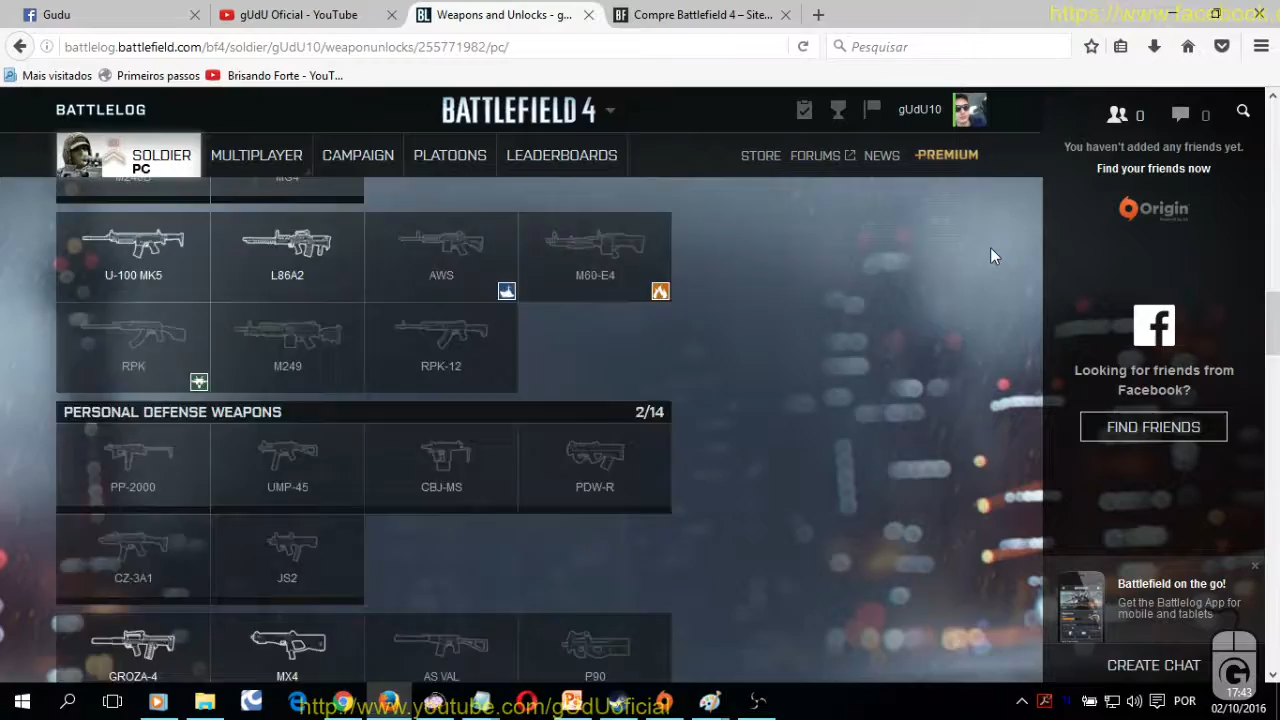 Gudu
gUdU Oficial - YouTube
Weapons and Unlocks - g...
Compre Battlefield 4 – Site...
https://www.facebook.c
battlelog.battlefield.com/bf4/soldier/gUdU10/weaponunlocks/255771982/pc/
Pesquisar
Mais visitados
Primeiros passos
Brisando Forte - YouT...
BATTLELOG
BATTLEFIELD 4
gUdU10
0
0
SOLDIER
PC
MULTIPLAYER
CAMPAIGN
PLATOONS
LEADERBOARDS
STORE
FORUMS
NEWS
PREMIUM
You haven't added any friends yet.
Find your friends now
Origin
U-100 MK5
L86A2
AWS
M60-E4
RPK
M249
RPK-12
Looking for friends from
Facebook?
FIND FRIENDS
PERSONAL DEFENSE WEAPONS
2/14
PP-2000
UMP-45
CBJ-MS
PDW-R
CZ-3A1
JS2
GROZA-4
MX4
AS VAL
P90
Battlefield on the go!
Get the Battlelog App for
mobile and tablets
CREATE CHAT
http://www.youtube.com/gUdUoficial
POR
17:43
02/10/2016